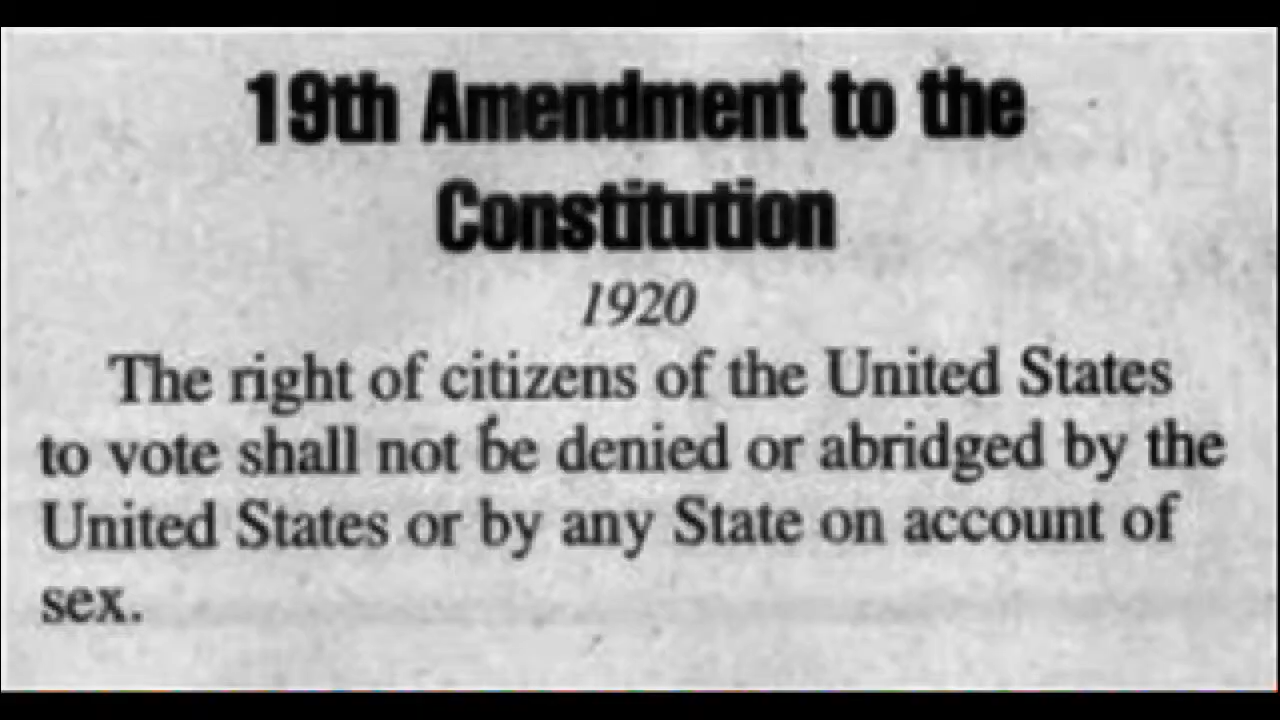 19th Amendment to the
Constitution
1920
The right of citizens of the United States
to vote shall not be denied or abridged by the
United States or by any State on account of
sex.